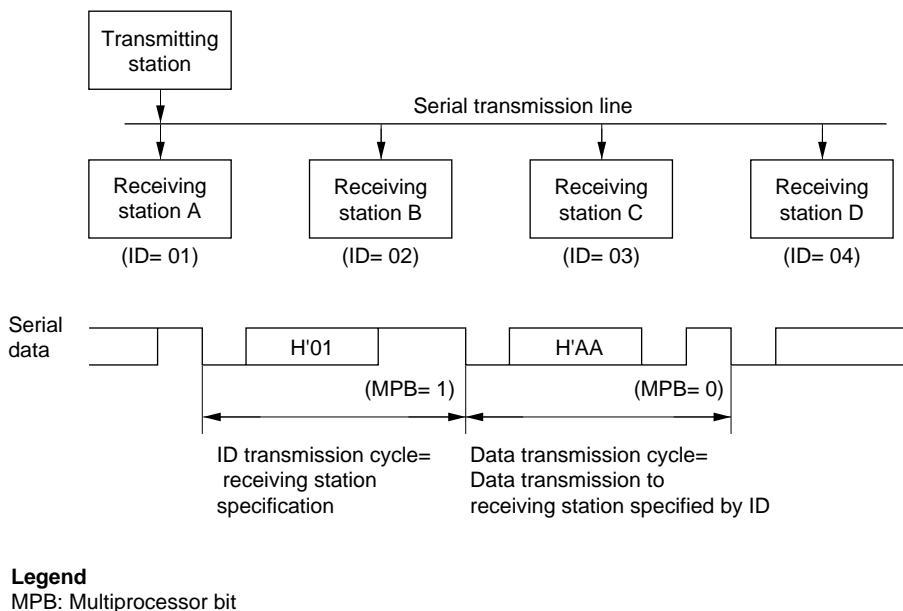 Transmitting
station
Serial transmission line
Receiving
station A
Receiving
station B
Receiving
station C
Receiving
station D
(ID= 01)
(ID= 02)
(ID= 03)
(ID= 04)
Serial
data
H'01
H'AA
(MPB= 1)
(MPB= 0)
ID transmission cycle=
receiving station
specification
Data transmission cycle=
Data transmission to
receiving station specified by ID
Legend
MPB: Multiprocessor bit